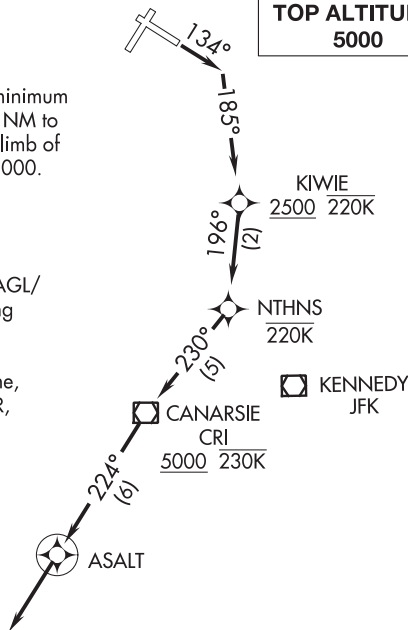 TOP ALTITU
5000
134°
185°
minimum
NM to
limb of
000.
KIWIE
2500 220K
196°
(2)
AGL/
ng
NTHNS
220K
230°
(5)
ne,
R,
KENNEDY
JFK
CANARSIE
CRI
5000 230K
224°
(6)
ASALT